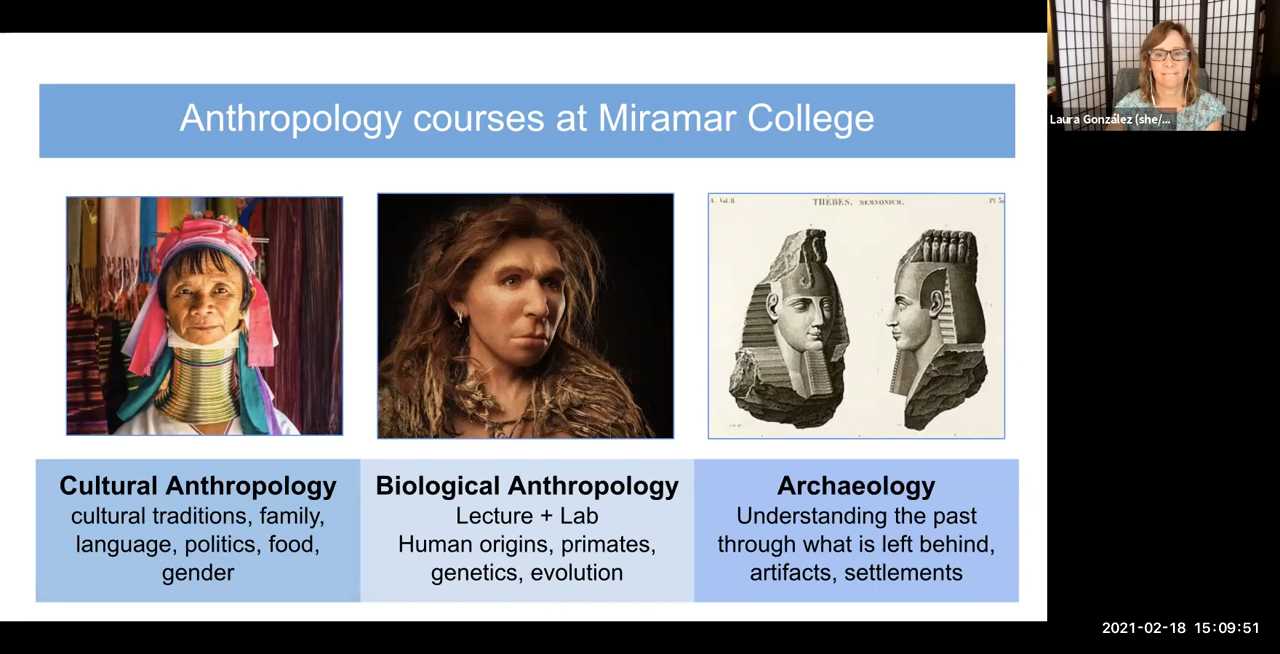 Anthropology courses at Miramar College
Laura González (she/...
THEBES. MEMNONIUM.
A. Vol. II.
Cultural Anthropology
cultural traditions, family,
language, politics, food,
gender
Biological Anthropology
Lecture + Lab
Human origins, primates,
genetics, evolution
Archaeology
Understanding the past
through what is left behind,
artifacts, settlements
2021-02-18 15:09:51